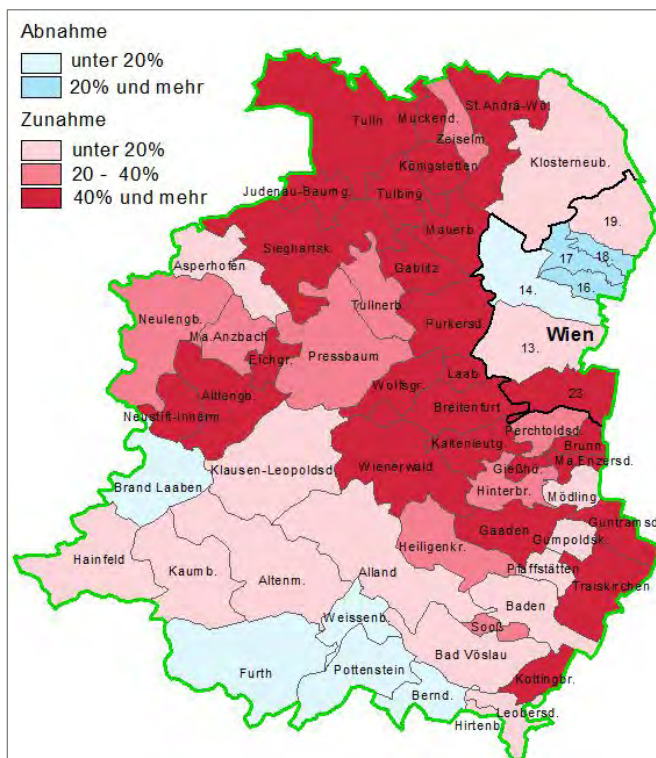 Abnahme
unter 20%
20% und mehr
Zunahme
unter 20%
20 - 40%
40% und mehr
Tulln
Muckend.
St.Andrä-Wöl
Zeiselm.
Klosterneub.
Königstetten
Judenau-Baumg.
Tulbing
19.
Mauerb.
Sieghartsk.
17
18.
Asperhofen
Gablitz
14.
16.
Tullnerb.
Neulengb.
Purkersd.
Ma.Anzbach
Wien
13.
Eichgr.
Pressbaum
Laab
Altlengb.
Wolfsgr.
23.
Neustift-Innerm.
Breitenfurt
Perchtoldsd.
Kaltenleutg.
Brunn.
Klausen-Leopoldsd
Wienerwald
Gießhü.
Ma.Enzersd.
Brand Laaben
Hinterbr.
Mödling
Guntramsd.
Gaaden
Gumpoldsk.
Hainfeld
Heiligenkr.
Kaumb.
Alland
Pfaffstätten
Altenm.
Traiskirchen
Baden
Weissenb.
Sooß
Bad Vöslau
Furth
Pottenstein
Kottingbr.
Bernd.
Leobersd.
Hirtenb.